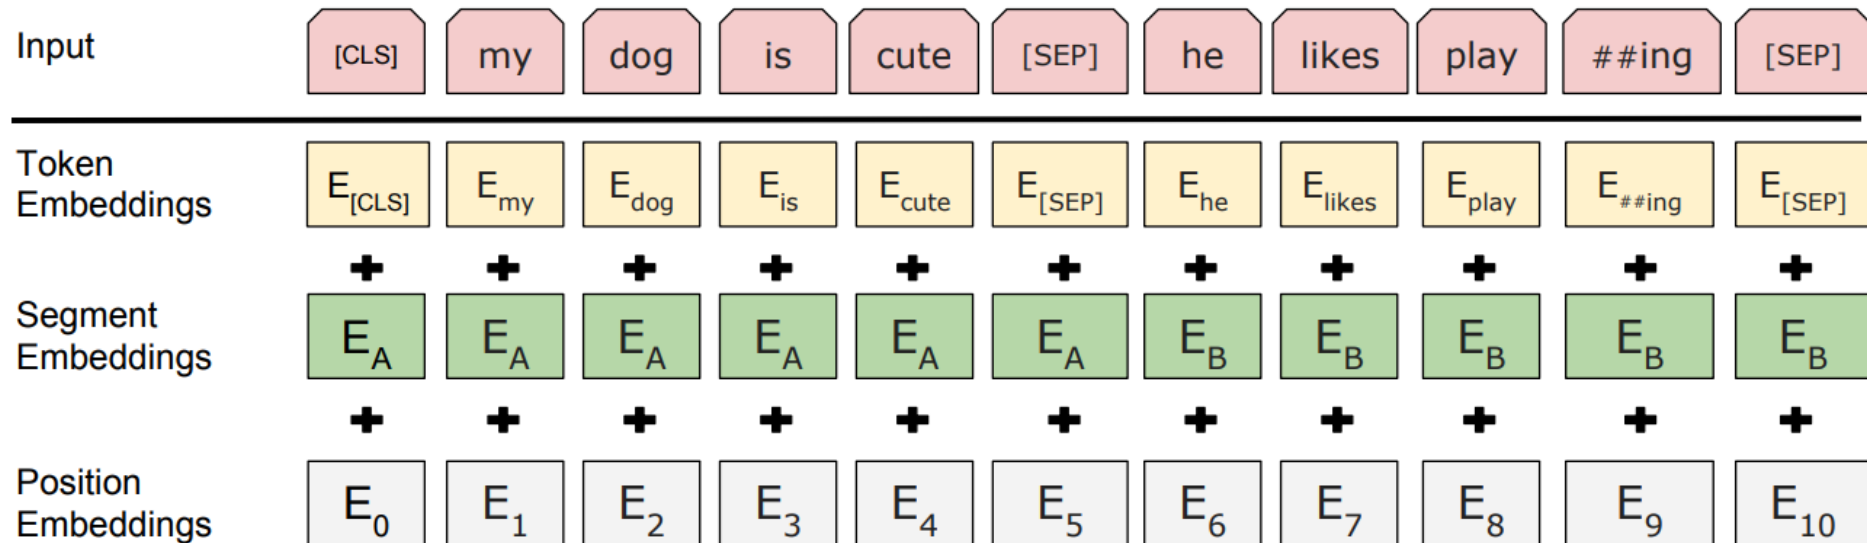 Input [CLS] my dog is cute [SEP] he likes play ##ing [SEP]
Token
Embeddings
E[CLS] Emy Edog Eis Ecute E[SEP] Ehe Elikes Eplay E##ing E[SEP]
+ + + + + + + + + + +
Segment
Embeddings
EA EA EA EA EA EA EB EB EB EB EB
+ + + + + + + + + + +
Position
Embeddings
E0 E1 E2 E3 E4 E5 E6 E7 E8 E9 E10